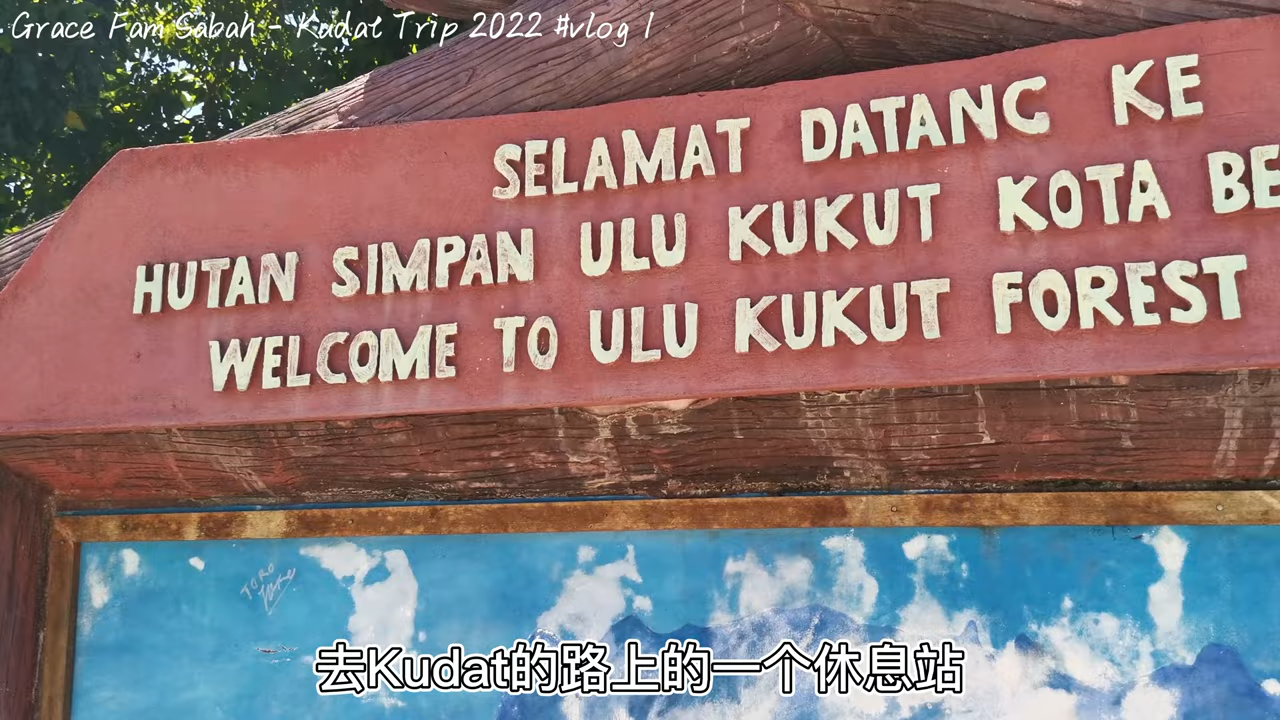 Grace Fam Sabah - Kudat Trip 2022 #vlog 1
SELAMAT DATANG KE
HUTAN SIMPAN ULU KUKUT KOTA BE
WELCOME TO ULU KUKUT FOREST
TORO
去Kudat的路上的一个休息站